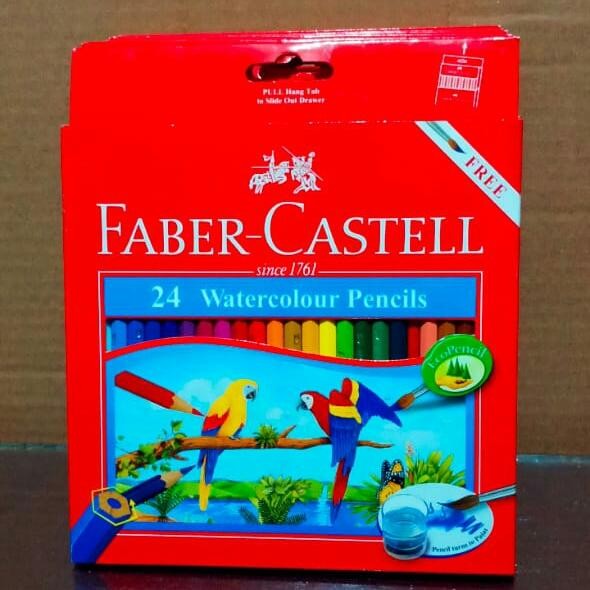 PULL Hang Tab
to Slide Out Drawer
FREE
FABER-CASTELL
since 1761
24 Watercolour Pencils
EcoPencil
Pencil turns to Paint